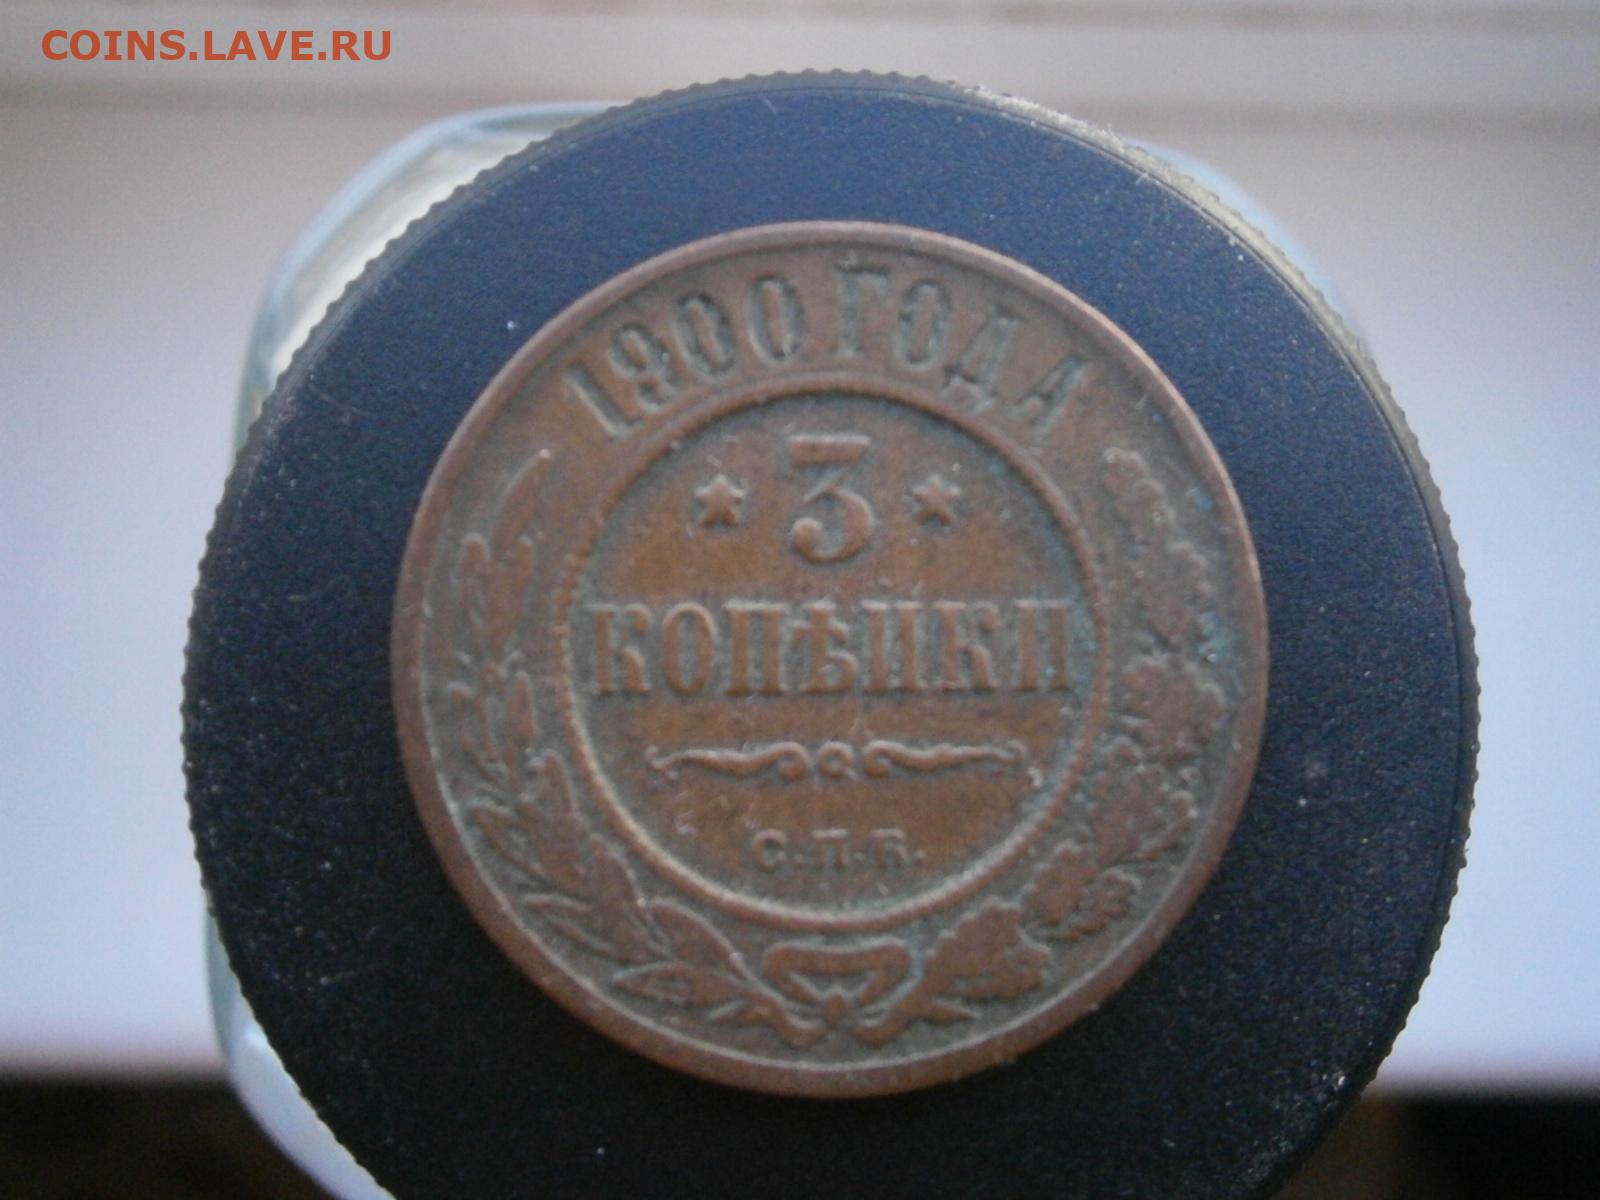 COINS.LAVE.RU
1900 ГОДА
3
КОПѢЙКИ
С.П.Б.